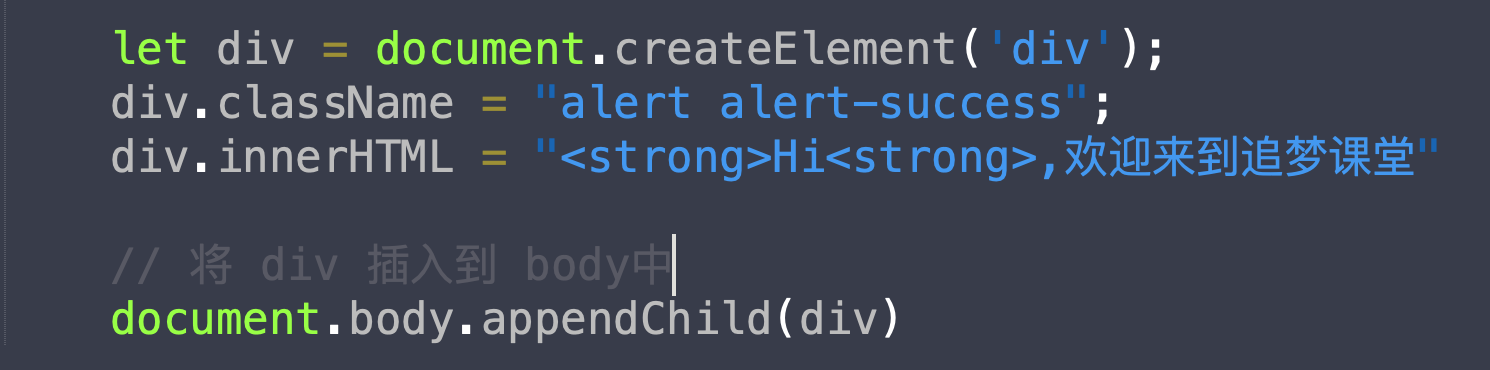 let div = document.createElement('div');
div.className = "alert alert-success";
div.innerHTML = "<strong>Hi<strong>,欢迎来到追梦课堂"
// 将 div 插入到 body中
document.body.appendChild(div)